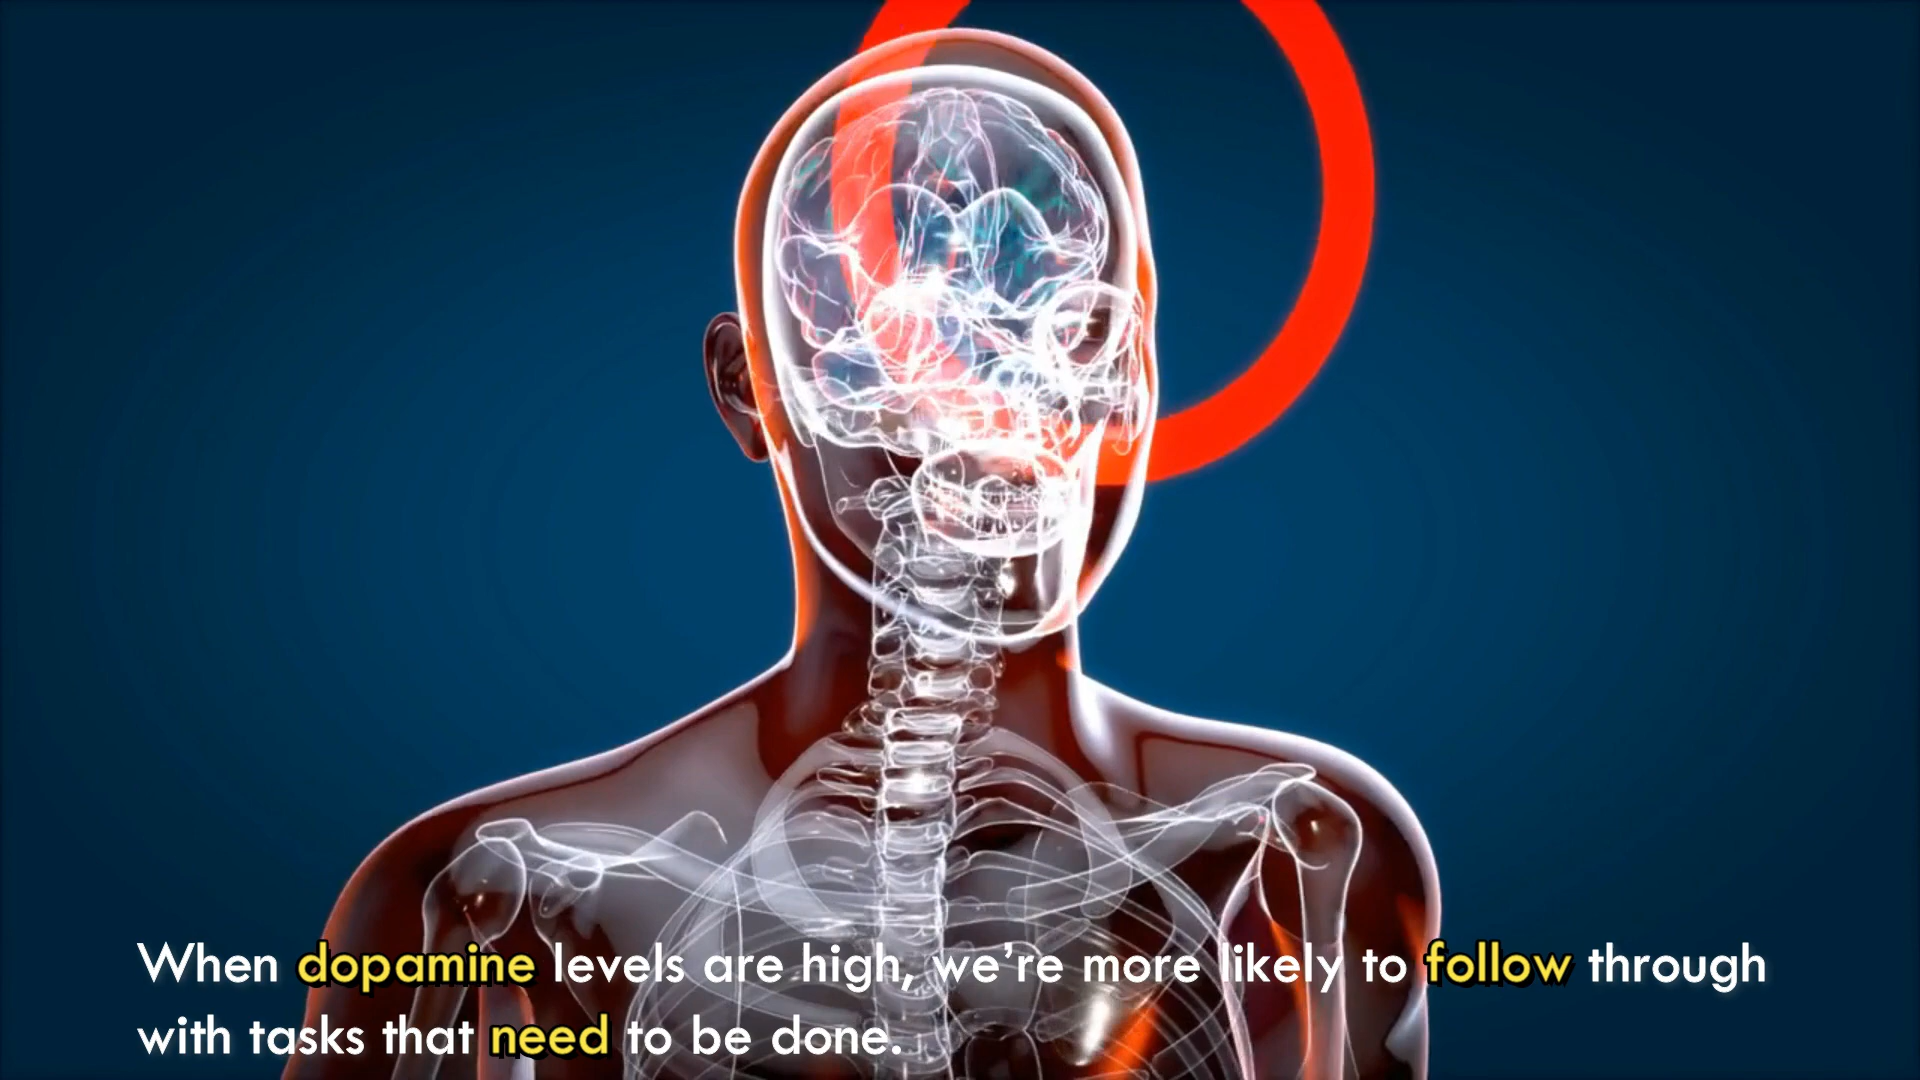 When dopamine levels are high, we’re more likely to follow through
with tasks that need to be done.